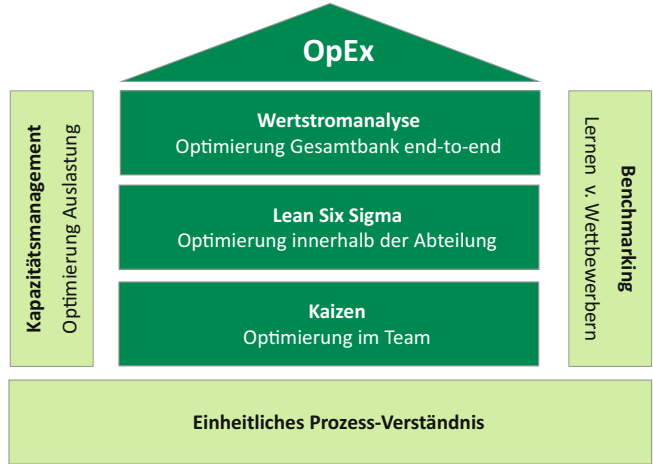 OpEx
Kapazitätsmanagement
Optimierung Auslastung
Wertstromanalyse
Optimierung Gesamtbank end-to-end
Lean Six Sigma
Optimierung innerhalb der Abteilung
Kaizen
Optimierung im Team
Benchmarking
Lernen v. Wettbewerbern
Einheitliches Prozess-Verständnis